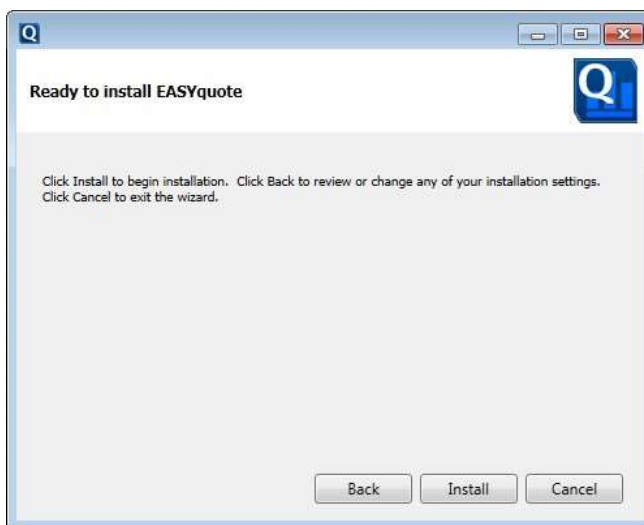 Q
Ready to install EASYquote
Q
Click Install to begin installation.  Click Back to review or change any of your installation settings.
Click Cancel to exit the wizard.
Back Install Cancel